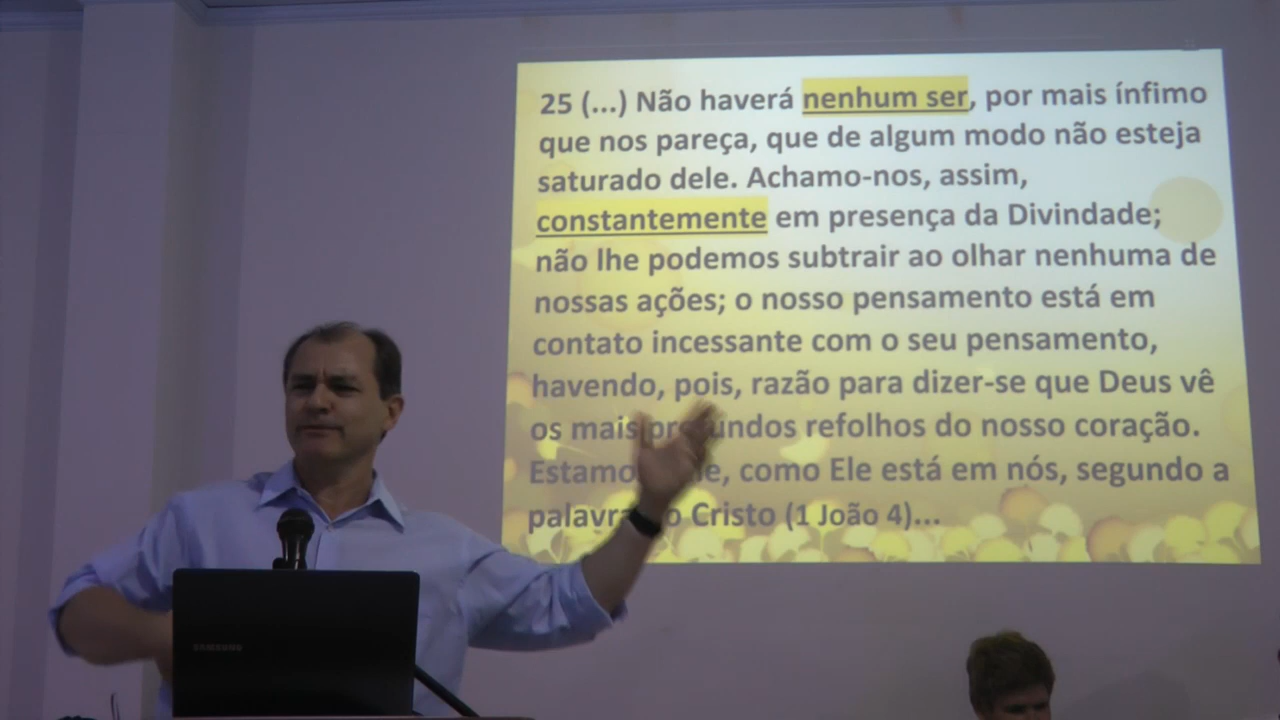 25 (...) Não haverá nenhum ser, por mais ínfimo
que nos pareça, que de algum modo não esteja
saturado dele. Achamo-nos, assim,
constantemente em presença da Divindade;
não lhe podemos subtrair ao olhar nenhuma de
nossas ações; o nosso pensamento está em
contato incessante com o seu pensamento,
havendo, pois, razão para dizer-se que Deus vê
os mais profundos refolhos do nosso coração.
como Ele está em nós, segundo a
Cristo (1 João 4)...
SAMSUNG